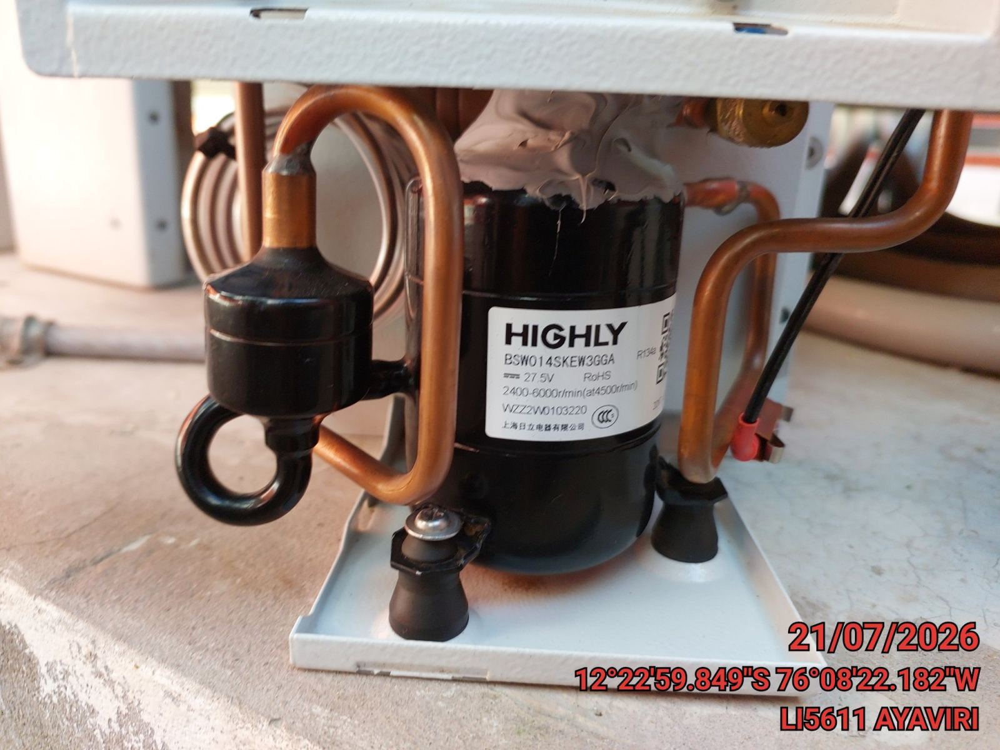 HIGHLY
BSW014SKEW3GGA
R134a
27.5V RoHS
2400-6000r/min(at4500r/min)
WZZ2W0103220
CCC S
上海日立电器有限公司
21/07/2026
12°22'59.849"S 76°08'22.182"W
LI5611 AYAVIRI